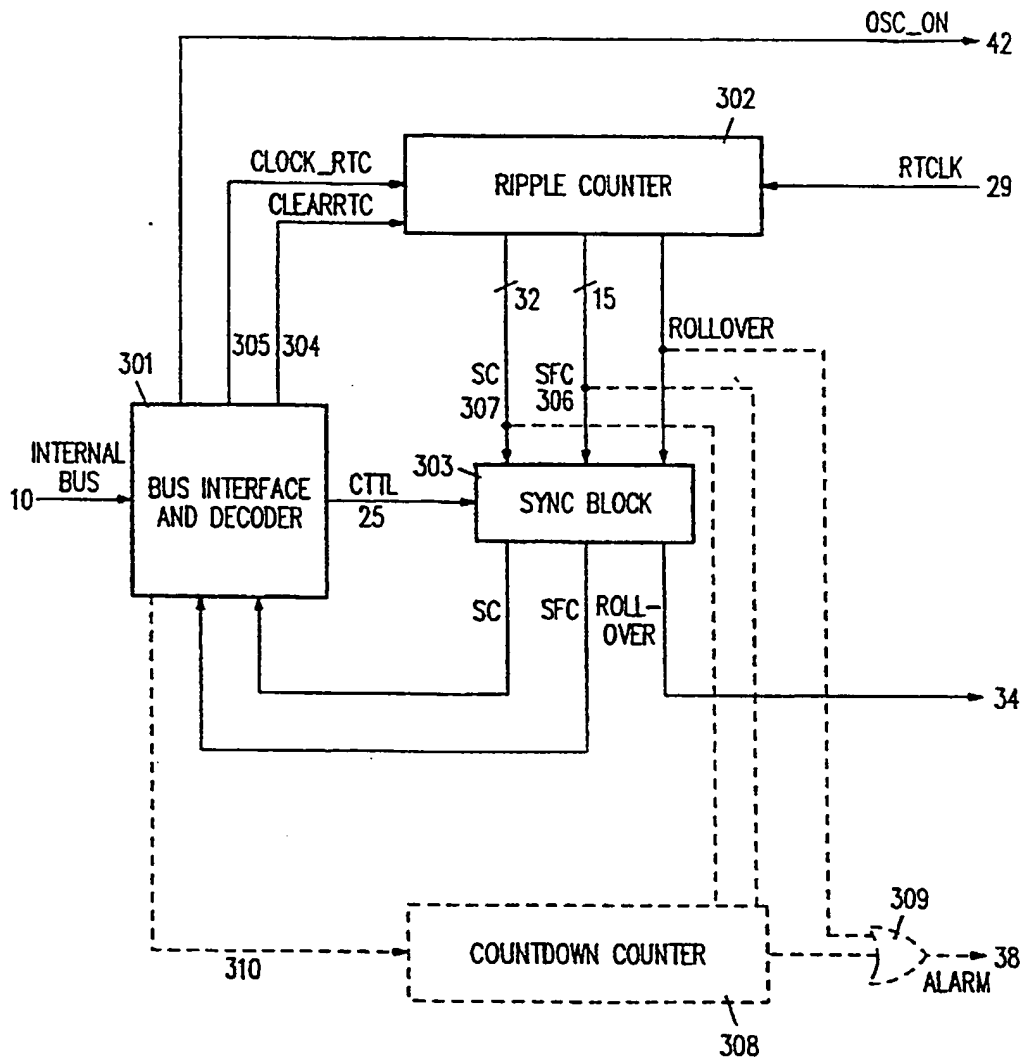 OSC_ON
42
302
CLOCK_RTC
RIPPLE COUNTER
RTCLK
29
CLEARRTC
32
15
ROLLOVER
305
304
301
SC
307
SFC
306
303
INTERNAL
BUS
10
BUS INTERFACE
AND DECODER
CTTL
25
SYNC BLOCK
SC
SFC
ROLL-
OVER
34
309
COUNTDOWN COUNTER
38
ALARM
310
308